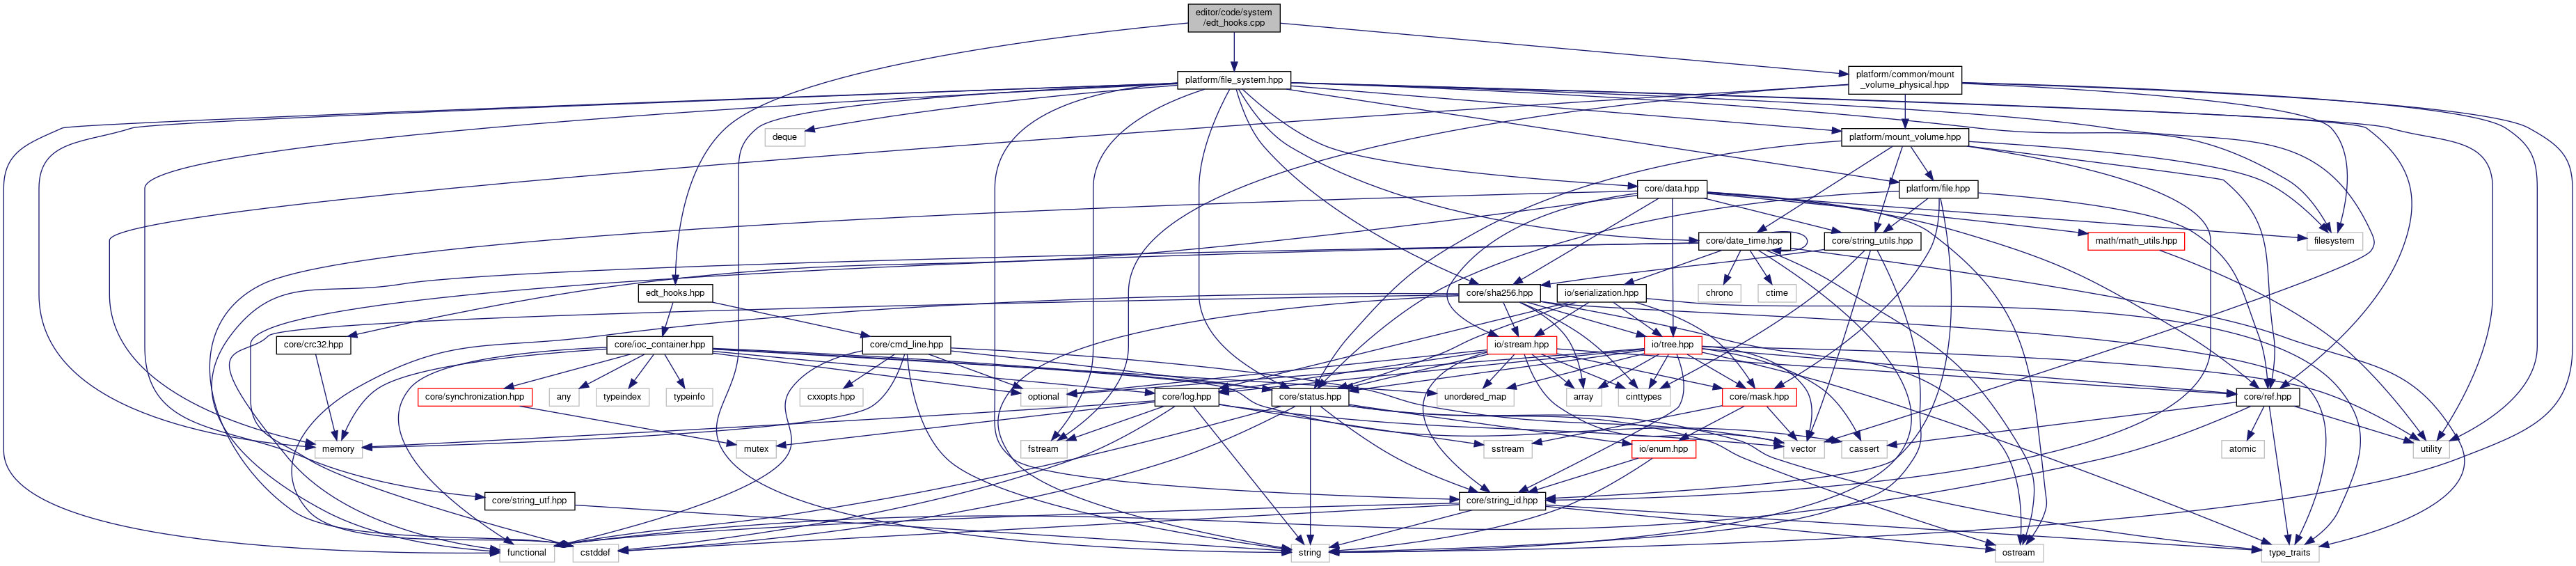 editor/code/system
/edt_hooks.cpp
platform/file_system.hpp
platform/common/mount
_volume_physical.hpp
deque
platform/mount_volume.hpp
core/data.hpp
platform/file.hpp
core/date_time.hpp
core/string_utils.hpp
math/math_utils.hpp
filesystem
edt_hooks.hpp
core/sha256.hpp
io/serialization.hpp
chrono
ctime
core/crc32.hpp
core/ioc_container.hpp
core/cmd_line.hpp
io/stream.hpp
io/tree.hpp
core/synchronization.hpp
any
typeindex
typeinfo
cxxopts.hpp
optional
core/log.hpp
core/status.hpp
unordered_map
array
cinttypes
core/mask.hpp
core/ref.hpp
memory
mutex
fstream
sstream
io/enum.hpp
vector
cassert
atomic
utility
core/string_utf.hpp
core/string_id.hpp
functional
cstddef
string
ostream
type_traits